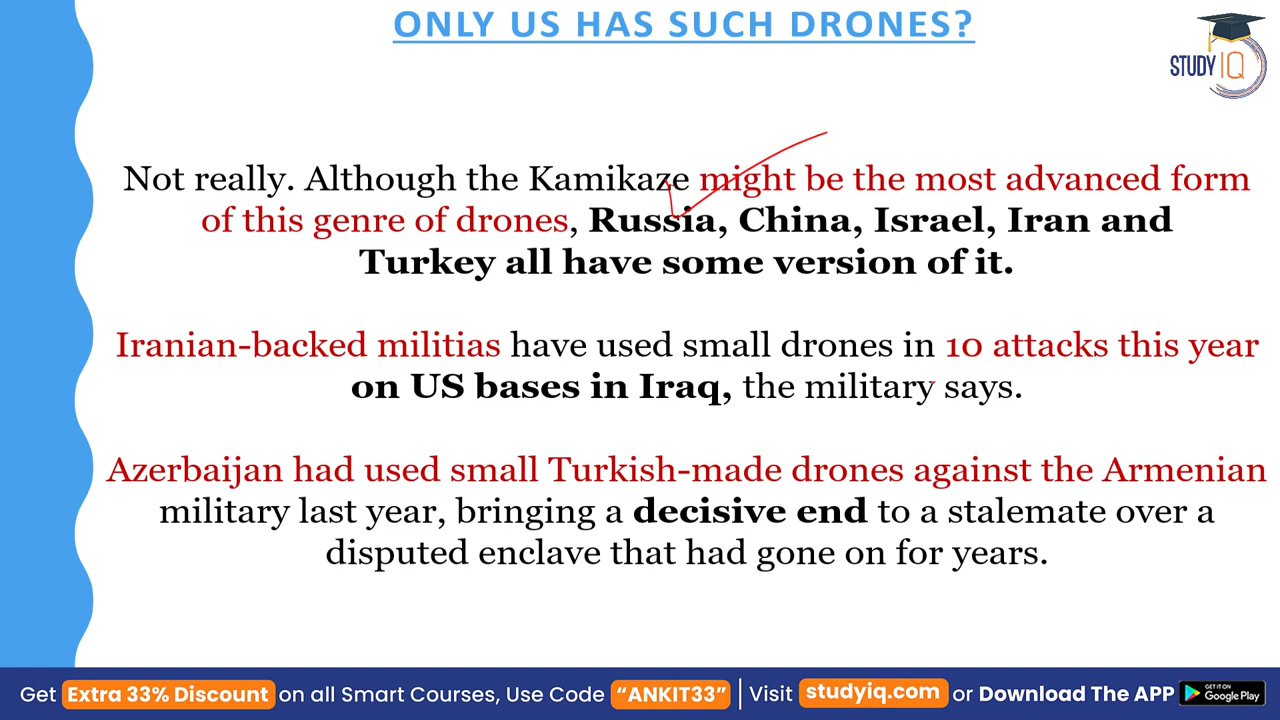 ONLY US HAS SUCH DRONES?
STUDY IQ
Not really. Although the Kamikaze might be the most advanced form
of this genre of drones, Russia, China, Israel, Iran and
Turkey all have some version of it.
Iranian-backed militias have used small drones in 10 attacks this year
on US bases in Iraq, the military says.
Azerbaijan had used small Turkish-made drones against the Armenian
military last year, bringing a decisive end to a stalemate over a
disputed enclave that had gone on for years.
Get Extra 33% Discount on all Smart Courses, Use Code “ANKIT33” Visit studyiq.com or Download The APP GET IT ON Google Play